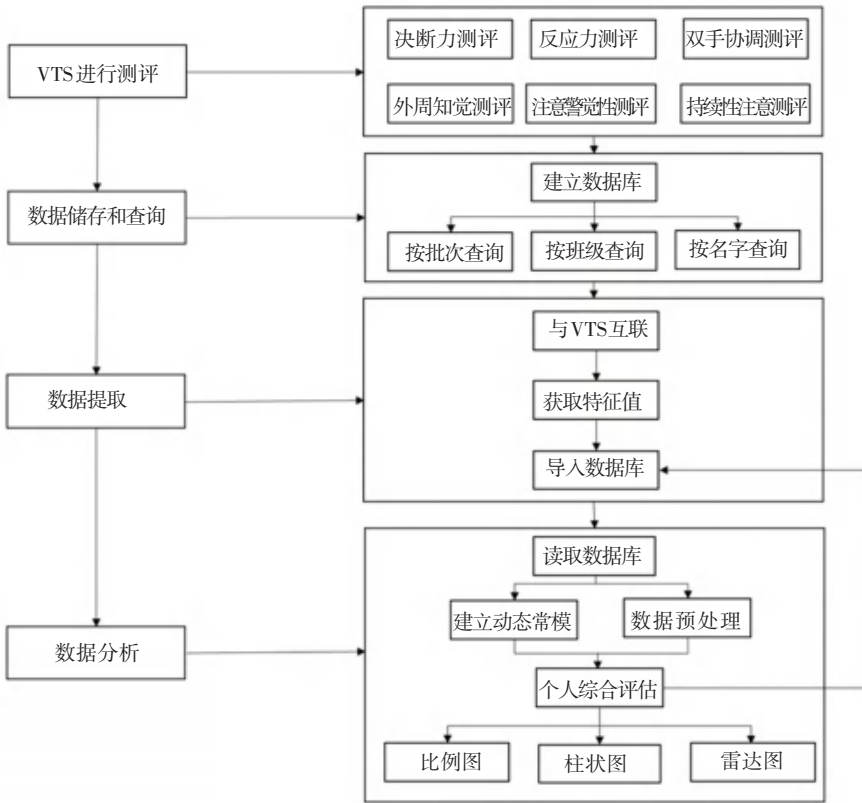 决断力测评
反应力测评
双手协调测评
VTS进行测评
外周知觉测评
注意警觉性测评
持续性注意测评
建立数据库
数据储存和查询
按批次查询
按班级查询
按名字查询
与VTS互联
数据提取
获取特征值
导入数据库
读取数据库
建立动态常模
数据预处理
数据分析
个人综合评估
比例图
柱状图
雷达图